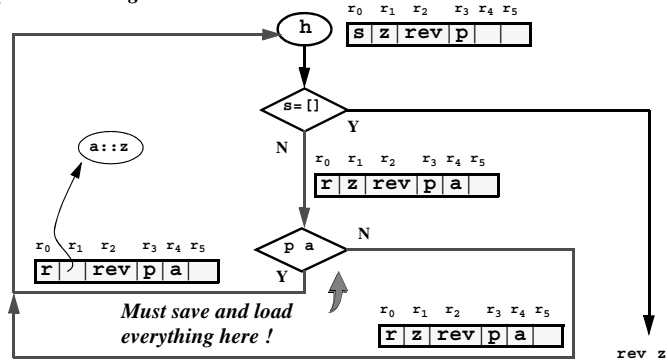 r0 r1 r2 r3 r4 r5
h
s z rev p
s=[]
Y
N
a::z
r0 r1 r2 r3 r4 r5
r z rev p a
p a
N
r0 r1 r2 r3 r4 r5
r rev p a
Y
Must save and load
everything here !
r0 r1 r2 r3 r4 r5
r z rev p a
rev z